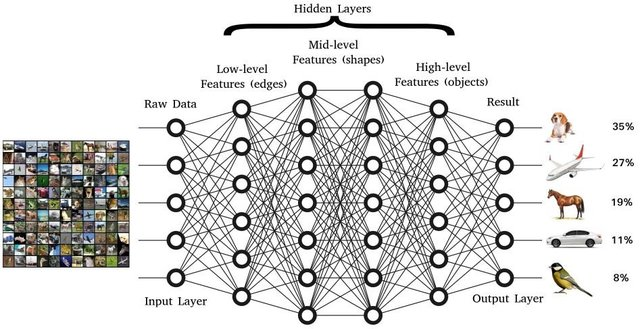 Hidden Layers
Mid-level
Features (shapes)
Low-level
Features (edges)
High-level
Features (objects)
Raw Data
Result
35%
27%
19%
11%
8%
Input Layer
Output Layer